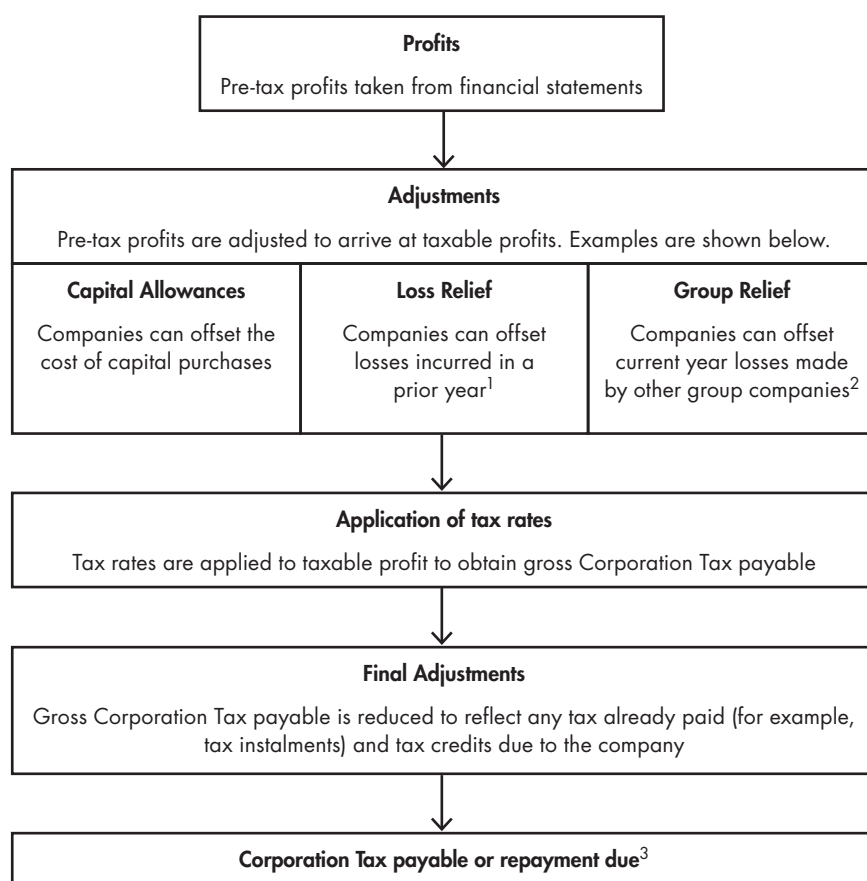 Profits
Pre-tax profits taken from financial statements
Adjustments
Pre-tax profits are adjusted to arrive at taxable profits. Examples are shown below.
Capital Allowances
Companies can offset the
cost of capital purchases
Loss Relief
Companies can offset
losses incurred in a
prior year¹
Group Relief
Companies can offset
current year losses made
by other group companies²
Application of tax rates
Tax rates are applied to taxable profit to obtain gross Corporation Tax payable
Final Adjustments
Gross Corporation Tax payable is reduced to reflect any tax already paid (for example,
tax instalments) and tax credits due to the company
Corporation Tax payable or repayment due³